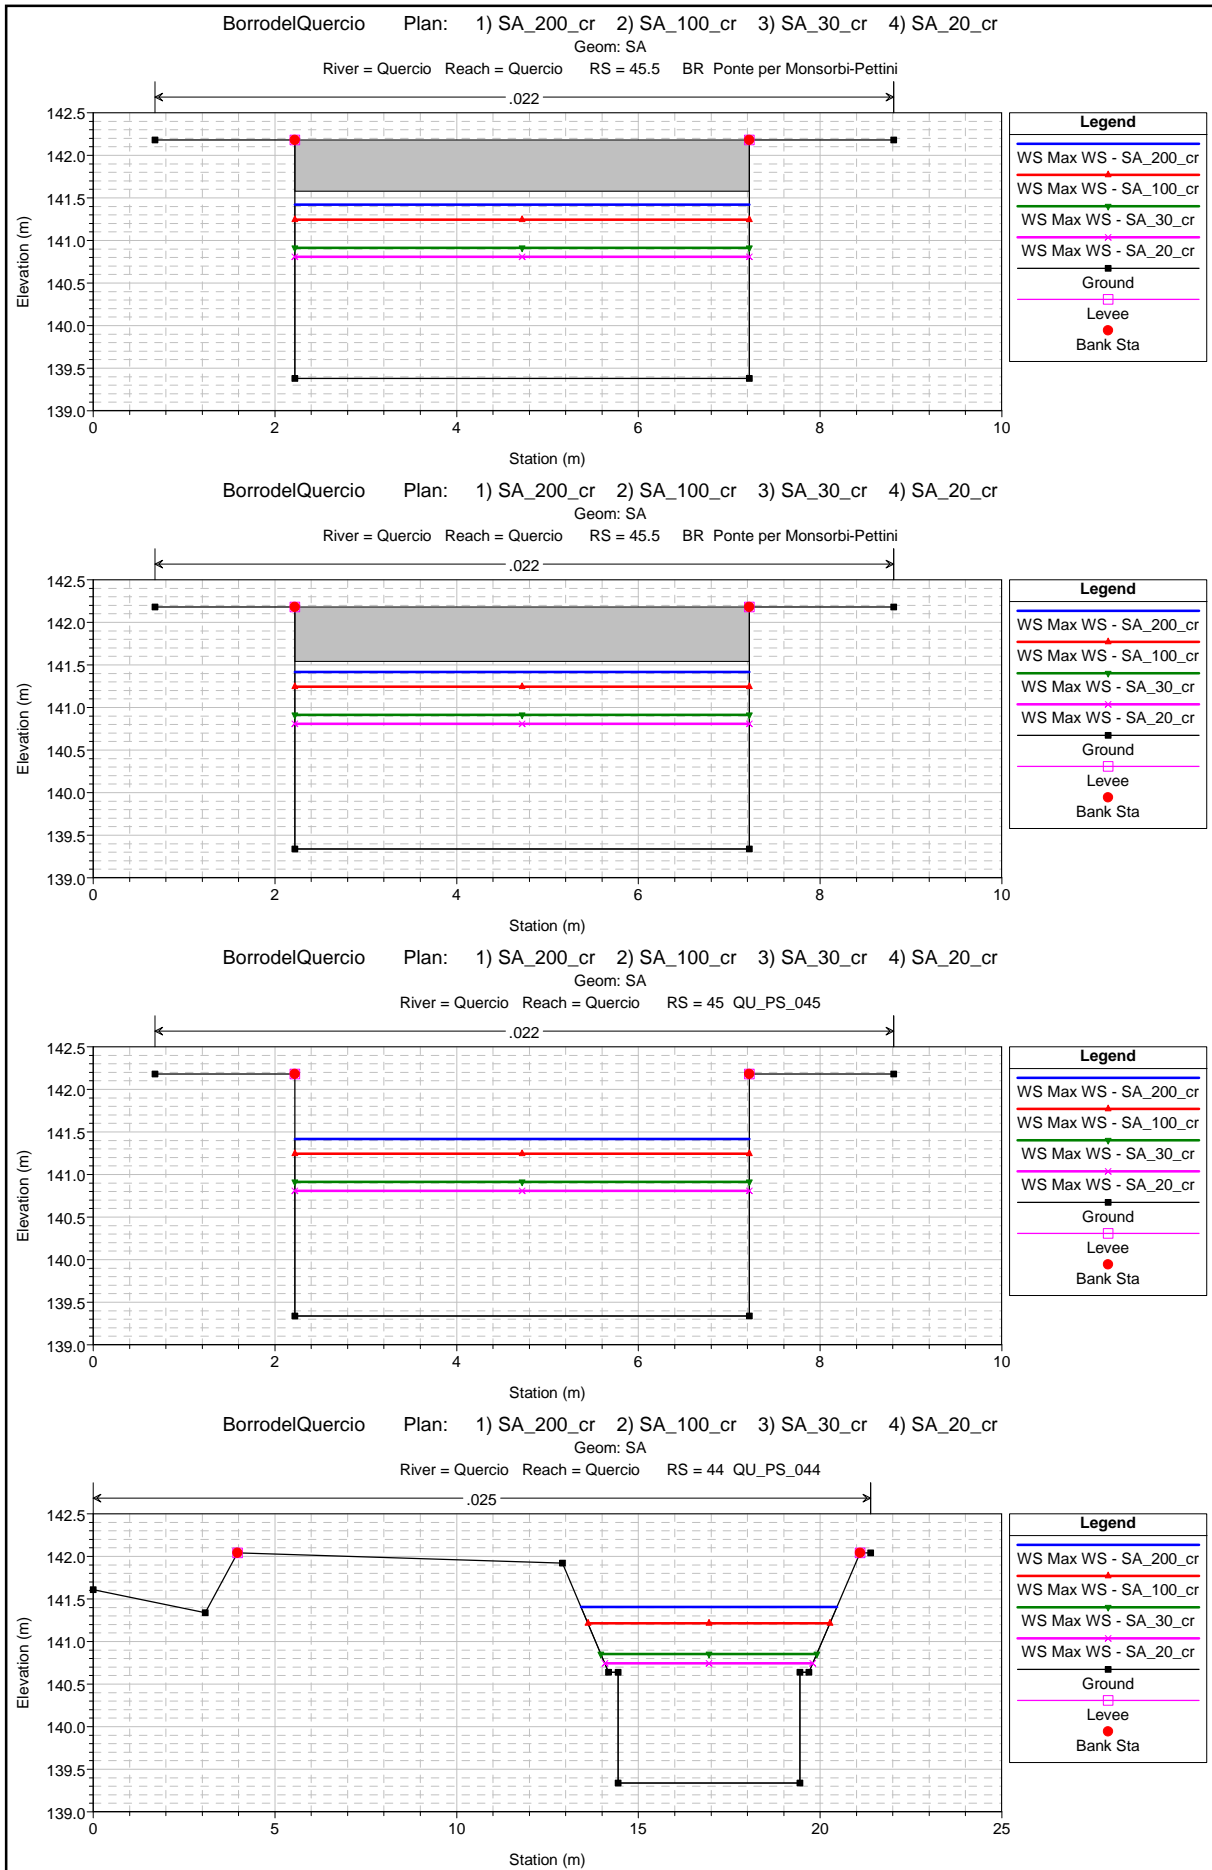 BorrodelQuercio Plan: 1) SA_200_cr 2) SA_100_cr 3) SA_30_cr 4) SA_20_cr
Geom: SA
River = Quercio Reach = Quercio RS = 45.5 BR Ponte per Monsorbi-Pettini
.022
142.5
142.0
141.5
141.0
140.5
140.0
139.5
139.0
Elevation (m)
0 2 4 6 8 10
Station (m)
Legend
WS Max WS - SA_200_cr
WS Max WS - SA_100_cr
WS Max WS - SA_30_cr
WS Max WS - SA_20_cr
Ground
Levee
Bank Sta
BorrodelQuercio Plan: 1) SA_200_cr 2) SA_100_cr 3) SA_30_cr 4) SA_20_cr
Geom: SA
River = Quercio Reach = Quercio RS = 45.5 BR Ponte per Monsorbi-Pettini
.022
142.5
142.0
141.5
141.0
140.5
140.0
139.5
139.0
Elevation (m)
0 2 4 6 8 10
Station (m)
Legend
WS Max WS - SA_200_cr
WS Max WS - SA_100_cr
WS Max WS - SA_30_cr
WS Max WS - SA_20_cr
Ground
Levee
Bank Sta
BorrodelQuercio Plan: 1) SA_200_cr 2) SA_100_cr 3) SA_30_cr 4) SA_20_cr
Geom: SA
River = Quercio Reach = Quercio RS = 45 QU_PS_045
.022
142.5
142.0
141.5
141.0
140.5
140.0
139.5
139.0
Elevation (m)
0 2 4 6 8 10
Station (m)
Legend
WS Max WS - SA_200_cr
WS Max WS - SA_100_cr
WS Max WS - SA_30_cr
WS Max WS - SA_20_cr
Ground
Levee
Bank Sta
BorrodelQuercio Plan: 1) SA_200_cr 2) SA_100_cr 3) SA_30_cr 4) SA_20_cr
Geom: SA
River = Quercio Reach = Quercio RS = 44 QU_PS_044
.025
142.5
142.0
141.5
141.0
140.5
140.0
139.5
139.0
Elevation (m)
0 5 10 15 20 25
Station (m)
Legend
WS Max WS - SA_200_cr
WS Max WS - SA_100_cr
WS Max WS - SA_30_cr
WS Max WS - SA_20_cr
Ground
Levee
Bank Sta